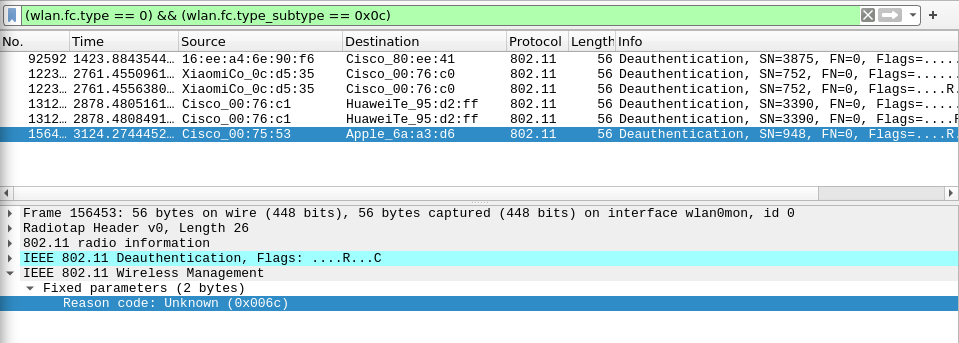 (wlan.fc.type == 0) && (wlan.fc.type_subtype == 0x0c)
No. Time Source Destination Protocol Length Info
92592 1423.8843544… 16:ee:a4:6e:90:f6 Cisco_80:ee:41 802.11 56 Deauthentication, SN=3875, FN=0, Flags=.....
1223… 2761.4550961… XiaomiCo_0c:d5:35 Cisco_00:76:c0 802.11 56 Deauthentication, SN=752, FN=0, Flags=.....
1223… 2761.4556380… XiaomiCo_0c:d5:35 Cisco_00:76:c0 802.11 56 Deauthentication, SN=752, FN=0, Flags=....R.
1312… 2878.4805161… Cisco_00:76:c1 HuaweiTe_95:d2:ff 802.11 56 Deauthentication, SN=3390, FN=0, Flags=....
1312… 2878.4808491… Cisco_00:76:c1 HuaweiTe_95:d2:ff 802.11 56 Deauthentication, SN=3390, FN=0, Flags=....R
1564… 3124.2744452… Cisco_00:75:53 Apple_6a:a3:d6 802.11 56 Deauthentication, SN=948, FN=0, Flags=....R.
Frame 156453: 56 bytes on wire (448 bits), 56 bytes captured (448 bits) on interface wlan0mon, id 0
Radiotap Header v0, Length 26
802.11 radio information
IEEE 802.11 Deauthentication, Flags: ....R...C
IEEE 802.11 Wireless Management
Fixed parameters (2 bytes)
Reason code: Unknown (0x006c)